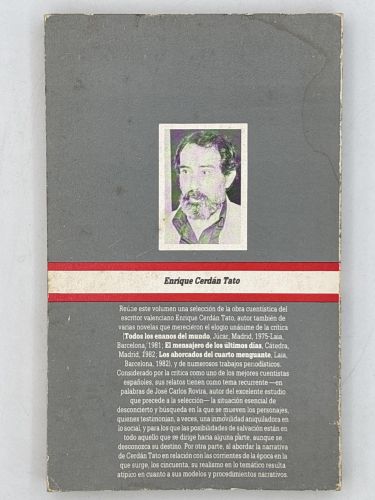 Enrique Cerdán Tato
Reúne este volumen una selección de la obra cuentística del
escritor valenciano Enrique Cerdán Tato, autor también de
varias novelas que merecieron el elogio unánime de la crítica
(Todos los enanos del mundo, Júcar, Madrid, 1975-Laia,
Barcelona, 1981; El mensajero de los últimos días, Cátedra,
Madrid, 1982, Los ahorcados del cuarto menguante, Laia,
Barcelona, 1982), y de numerosos trabajos periodísticos.
Considerado por la crítica como uno de los mejores cuentistas
españoles, sus relatos tienen como tema recurrente —en
palabras de José Carlos Rovira, autor del excelente estudio
que precede a la selección— la situación esencial de
desconcierto y búsqueda en la que se mueven los personajes,
quienes testimonian, a veces, una inmovilidad aniquiladora en
lo social, y para los que las posibilidades de salvación están en
todo aquello que se dirige hacia alguna parte, aunque se
desconozca su destino. Por otra parte, al abordar la narrativa
de Cerdán Tato en relación con las corrientes de la época en la
que surge, los cincuenta, su realismo en lo temático resulta
atípico en cuanto a sus modelos y procedimientos narrativos.